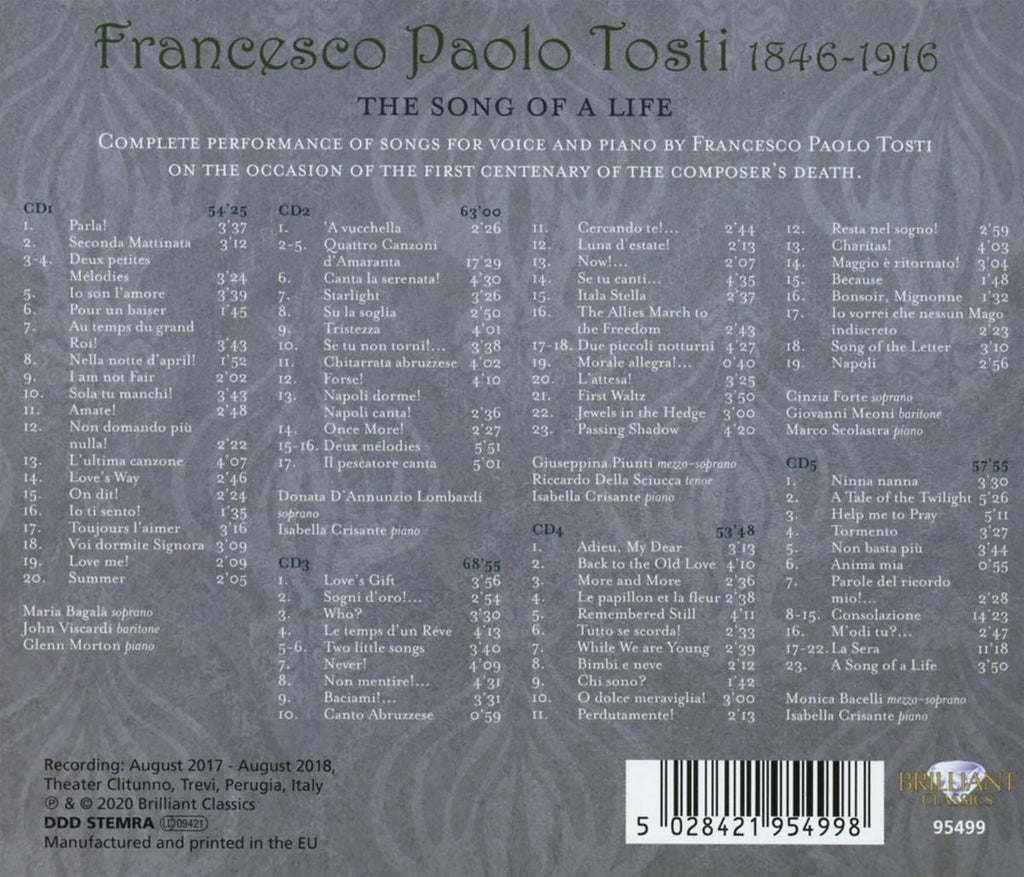 Francesco Paolo Tosti 1846-1916
THE SONG OF A LIFE
COMPLETE PERFORMANCE OF SONGS FOR VOICE AND PIANO BY FRANCESCO PAOLO TOSTI
ON THE OCCASION OF THE FIRST CENTENARY OF THE COMPOSER'S DEATH.
CD1 54'25
1. Parla! 3'37
2. Seconda Mattinata 3'12
3-4. Deux petites
Mélodies 3'24
5. Io son l'amore 3'39
6. Pour un baiser 1'45
7. Au temps du grand
Roi! 3'43
8. Nella notte d'april! 1'52
9. I am not Fair 2'02
10. Sola tu manchi! 3'43
11. Amate! 2'48
12. Non domando più
nulla! 2'22
13. L'ultima canzone 4'07
14. Love's Way 2'46
15. On dit! 2'24
16. Io ti sento! 1'35
17. Toujours l'aimer 3'16
18. Voi dormite Signora 3'09
19. Love me! 2'09
20. Summer 2'05
Maria Bagalà soprano
John Viscardi baritone
Glenn Morton piano
CD2 63'00
1. 'A vucchella 2'26
2-5. Quattro Canzoni
d'Amaranta 17'29
6. Canta la serenata! 4'30
7. Starlight 3'26
8. Su la soglia 2'50
9. Tristezza 4'01
10. Se tu non torni!... 3'38
11. Chitarrata abruzzese 4'02
12. Forse! 4'10
13. Napoli dorme!
Napoli canta! 2'36
14. Once More! 2'27
15-16. Deux mélodies 5'51
17. Il pescatore canta 5'01
Donata D'Annunzio Lombardi
soprano
Isabella Crisante piano
CD3 68'55
1. Love's Gift 3'56
2. Sogni d'oro!... 2'54
3. Who? 3'30
4. Le temps d'un Rêve 4'13
5-6. Two little songs 3'40
7. Never! 4'09
8. Non mentire!... 4'31
9. Baciami!... 3'31
10. Canto Abruzzese 0'59
11. Cercando te!... 2'44
12. Luna d'estate! 2'13
13. Now!... 2'07
14. Se tu canti... 4'35
15. Itala Stella 2'37
16. The Allies March to
the Freedom 2'43
17-18. Due piccoli notturni 4'27
19. Morale allegra!... 0'40
20. L'attesa! 3'25
21. First Waltz 3'50
22. Jewels in the Hedge 3'00
23. Passing Shadow 4'20
Giuseppina Piunti mezzo-soprano
Riccardo Della Sciucca tenor
Isabella Crisante piano
CD4 53'48
1. Adieu, My Dear 3'13
2. Back to the Old Love 4'10
3. More and More 2'36
4. Le papillon et la fleur 2'38
5. Remembered Still 4'11
6. Tutto se scorda! 2'33
7. While We are Young 2'39
8. Bimbi e neve 2'12
9. Chi sono? 1'42
10. O dolce meraviglia! 3'00
11. Perdutamente! 2'13
12. Resta nel sogno! 2'59
13. Charitas! 4'03
14. Maggio è ritornato! 3'04
15. Because 1'48
16. Bonsoir, Mignonne 1'32
17. Io vorrei che nessun Mago
indiscreto 2'23
18. Song of the Letter 3'10
19. Napoli 2'56
Cinzia Forte soprano
Giovanni Meoni baritone
Marco Scolastra piano
CD5 57'55
1. Ninna nanna 3'30
2. A Tale of the Twilight 5'26
3. Help me to Pray 5'11
4. Tormento 3'27
5. Non basta più 3'44
6. Anima mia 0'55
7. Parole del ricordo
mio!... 2'28
8-15. Consolazione 14'23
16. M'odi tu?... 2'47
17-22. La Sera 11'18
23. A Song of a Life 3'50
Monica Bacelli mezzo-soprano
Isabella Crisante piano
Recording: August 2017 - August 2018,
Theater Clitunno, Trevi, Perugia, Italy
℗ & © 2020 Brilliant Classics
DDD STEMRA LC 09421
Manufactured and printed in the EU
5 028421 954998
BRILLIANT
CLASSICS
95499